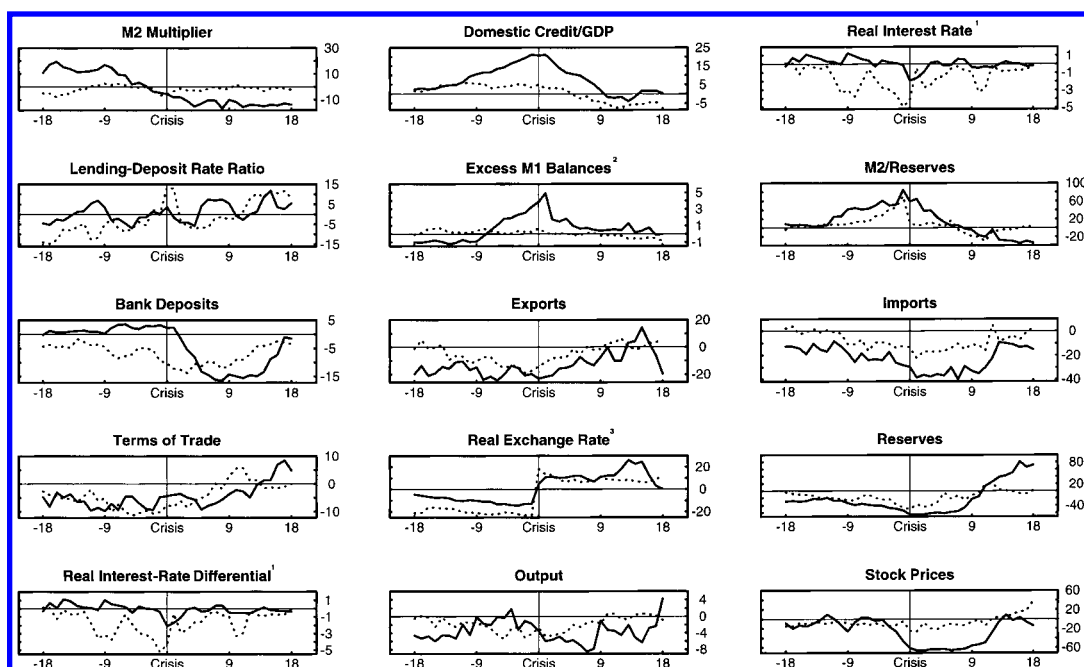 M2 Multiplier
30
10
-10
-18 -9 Crisis 9 18
Domestic Credit/GDP
25
15
5
-5
-18 -9 Crisis 9 18
Real Interest Rate 1
1
-1
-3
-5
-18 -9 Crisis 9 18
Lending-Deposit Rate Ratio
15
5
-5
-15
-18 -9 Crisis 9 18
Excess M1 Balances 2
5
3
1
-1
-18 -9 Crisis 9 18
M2/Reserves
100
60
20
-20
-18 -9 Crisis 9 18
Bank Deposits
5
-5
-15
-18 -9 Crisis 9 18
Exports
20
0
-20
-18 -9 Crisis 9 18
Imports
0
-20
-40
-18 -9 Crisis 9 18
Terms of Trade
10
0
-10
-18 -9 Crisis 9 18
Real Exchange Rate 3
20
0
-20
-18 -9 Crisis 9 18
Reserves
80
20
-40
-18 -9 Crisis 9 18
Real Interest-Rate Differential 1
1
-1
-3
-5
-18 -9 Crisis 9 18
Output
4
0
-4
-8
-18 -9 Crisis 9 18
Stock Prices
60
20
-20
-60
-18 -9 Crisis 9 18